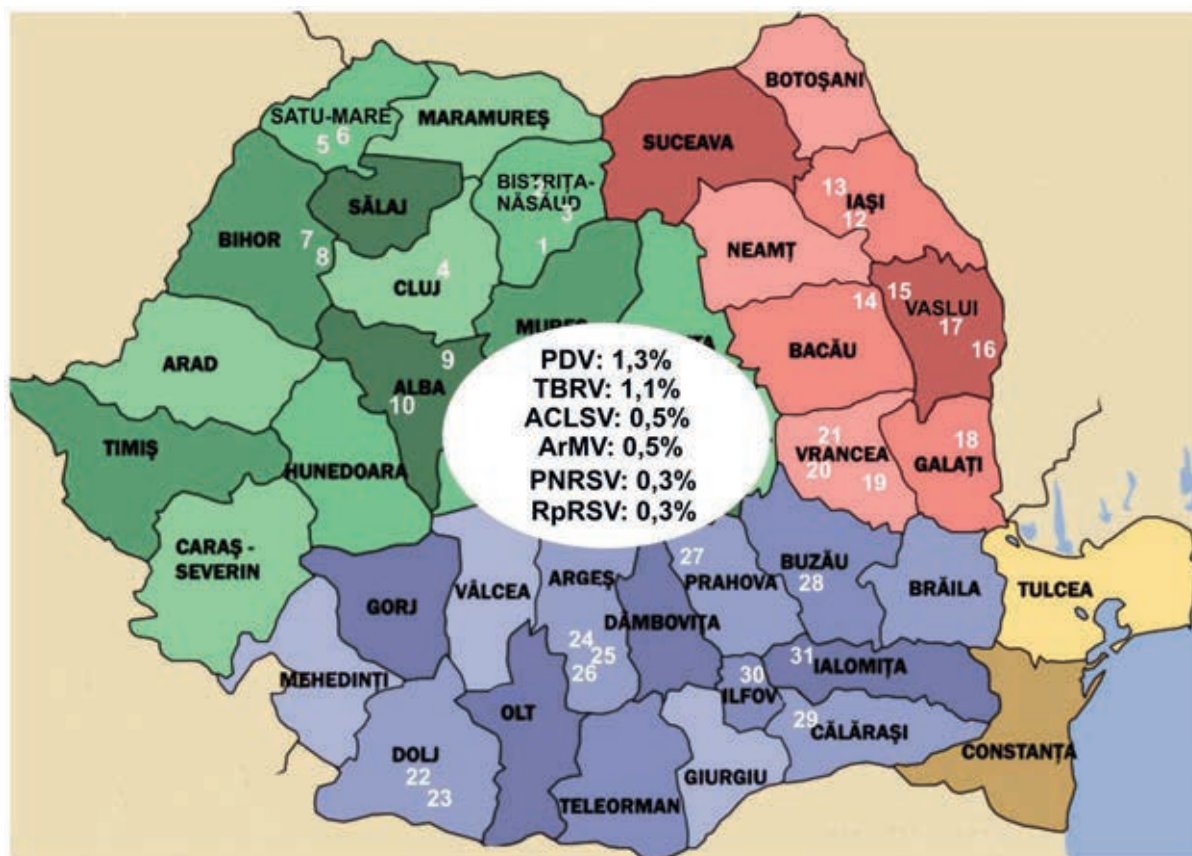 BOTOŞANI
SATU-MARE
5 6
MARAMUREŞ
SUCEAVA
BISTRIŢA-
NĂSĂUD
2
3
1
SĂLAJ
13
IAŞI
12
BIHOR
7
8
4
CLUJ
NEAMŢ
MUREŞ
14
15
VASLUI
17
16
BACĂU
ARAD
9
ALBA
10
PDV: 1,3%
TBRV: 1,1%
ACLSV: 0,5%
ArMV: 0,5%
PNRSV: 0,3%
RpRSV: 0,3%
TIMIŞ
HUNEDOARA
21
VRANCEA
20
19
18
GALAŢI
CARAŞ -
SEVERIN
GORJ
VÂLCEA
ARGEŞ
27
PRAHOVA
BUZĂU
28
BRĂILA
TULCEA
DÂMBOVIŢA
24
25
26
MEHEDINŢI
OLT
30
ILFOV
31
IALOMIŢA
29
CĂLĂRAŞI
CONSTANŢA
DOLJ
22
23
TELEORMAN
GIURGIU